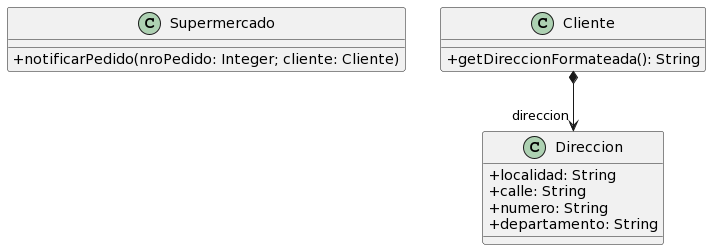 C Supermercado
+notificarPedido(nroPedido: Integer; cliente: Cliente)
C Cliente
+getDireccionFormateada(): String
direccion
C Direccion
+localidad: String
+calle: String
+numero: String
+departamento: String